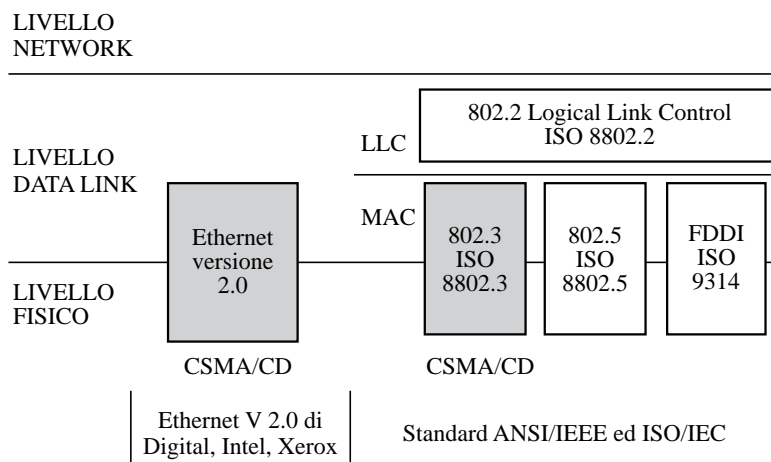 LIVELLO
NETWORK
802.2 Logical Link Control
ISO 8802.2
LLC
LIVELLO
DATA LINK
MAC
Ethernet
versione
2.0
802.3
ISO
8802.3
802.5
ISO
8802.5
FDDI
ISO
9314
LIVELLO
FISICO
CSMA/CD
CSMA/CD
Ethernet V 2.0 di
Digital, Intel, Xerox
Standard ANSI/IEEE ed ISO/IEC